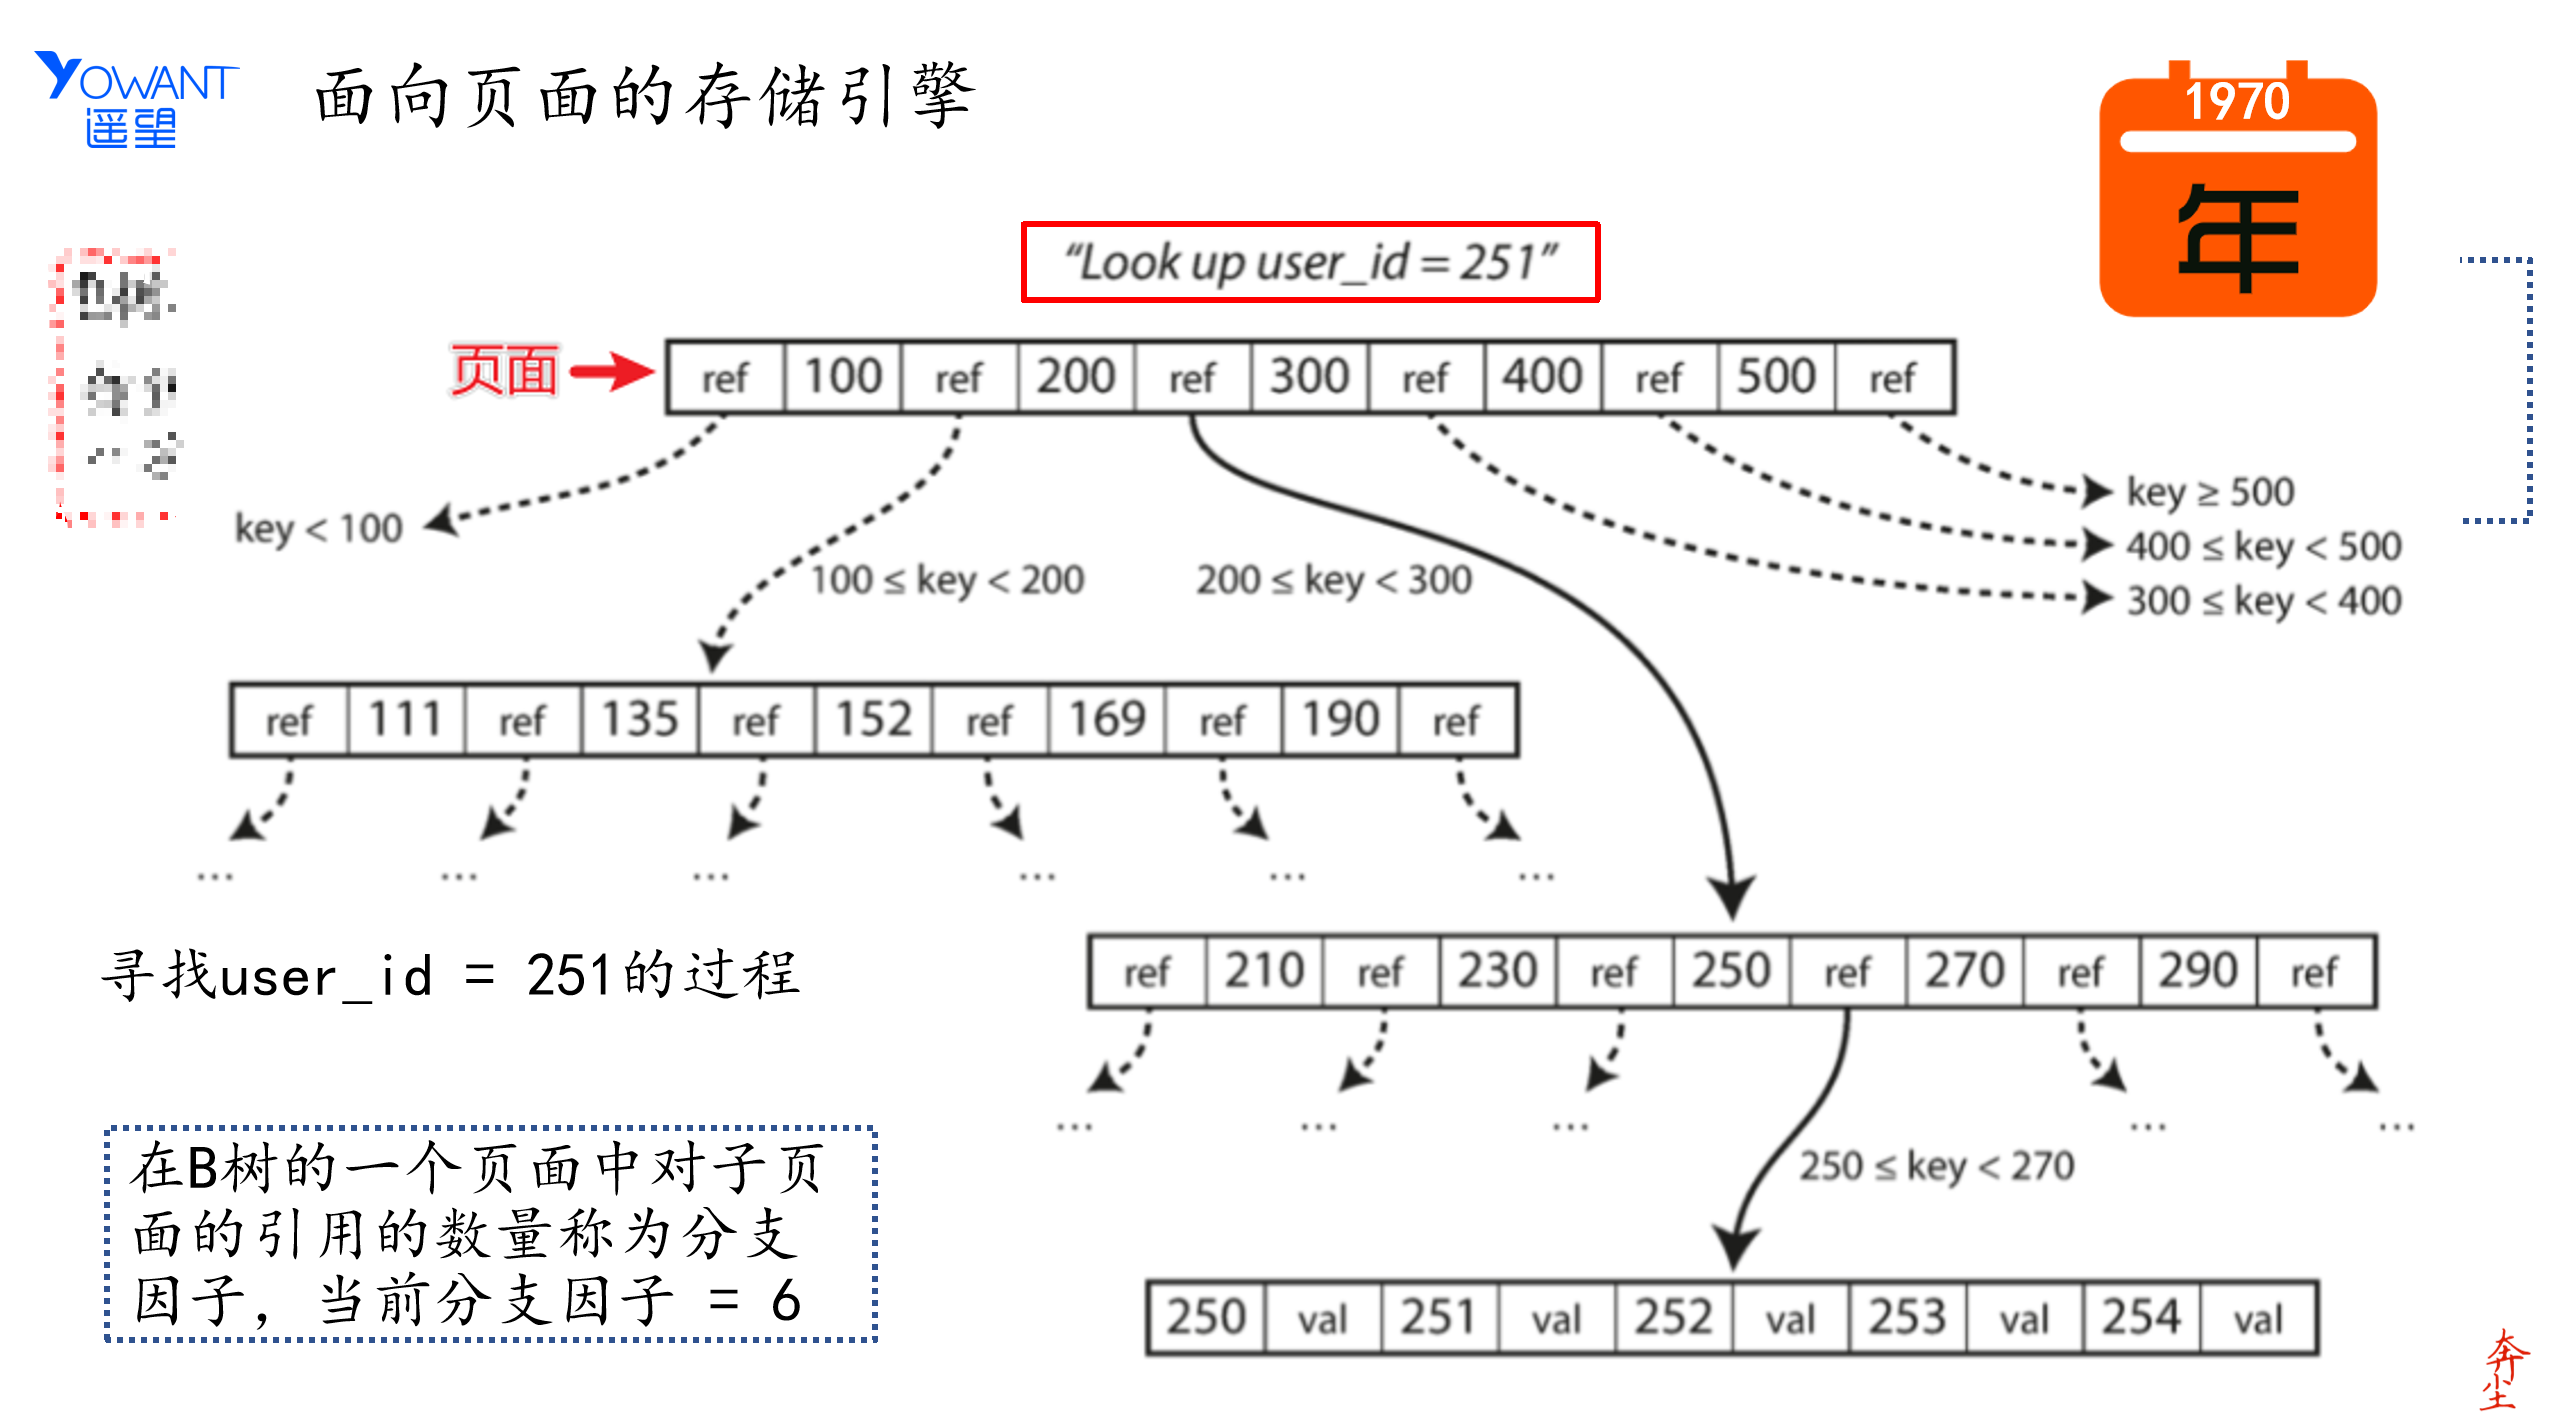 YOWANT
遥望
面向页面的存储引擎
1970
年
“Look up user_id = 251”
页面
ref 100 ref 200 ref 300 ref 400 ref 500 ref
key ≥ 500
key < 100
400 ≤ key < 500
100 ≤ key < 200
200 ≤ key < 300
300 ≤ key < 400
ref 111 ref 135 ref 152 ref 169 ref 190 ref
... ... ... ... ... ...
寻找user_id = 251的过程
ref 210 ref 230 ref 250 ref 270 ref 290 ref
... ... ... ... ...
250 ≤ key < 270
在B树的一个页面中对子页
面的引用的数量称为分支
因子，当前分支因子 = 6
250 val 251 val 252 val 253 val 254 val
奔尘